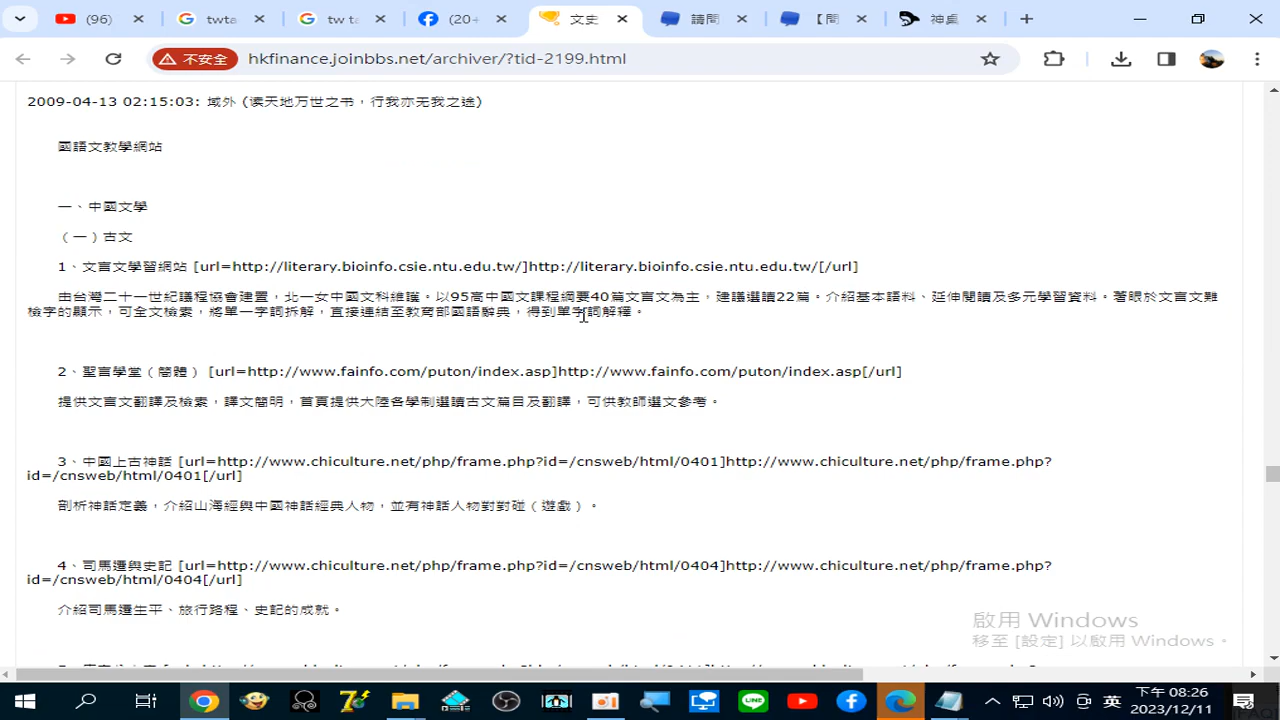 (96)
twta
tw ta
(20+
文史
請問
【問
神桌
不安全
hkfinance.joinbbs.net/archiver/?tid-2199.html
2009-04-13 02:15:03: 域外 (读天地万世之书，行我亦无我之途)
國語文教學網站
一、中國文學
（一）古文
1、文言文學習網站 [url=http://literary.bioinfo.csie.ntu.edu.tw/]http://literary.bioinfo.csie.ntu.edu.tw/[/url]
由台灣二十一世紀議程協會建置，北一女中國文科維護。以95高中國文課程綱要40篇文言文為主，建議選讀22篇。介紹基本語料、延伸閱讀及多元學習資料。著眼於文言文難
檢字的顯示，可全文檢索，將單一字詞拆解，直接連結至教育部國語辭典，得到單字詞解釋。
2、聖言學堂（簡體） [url=http://www.fainfo.com/puton/index.asp]http://www.fainfo.com/puton/index.asp[/url]
提供文言文翻譯及檢索，譯文簡明，首頁提供大陸各學制選讀古文篇目及翻譯，可供教師選文參考。
3、中國上古神話 [url=http://www.chiculture.net/php/frame.php?id=/cnsweb/html/0401]http://www.chiculture.net/php/frame.php?
id=/cnsweb/html/0401[/url]
剖析神話定義，介紹山海經與中國神話經典人物，並有神話人物對對碰（遊戲）。
4、司馬遷與史記 [url=http://www.chiculture.net/php/frame.php?id=/cnsweb/html/0404]http://www.chiculture.net/php/frame.php?
id=/cnsweb/html/0404[/url]
介紹司馬遷生平、旅行路程、史記的成就。
啟用 Windows
移至 [設定] 以啟用 Windows。
英
下午 08:26
2023/12/11